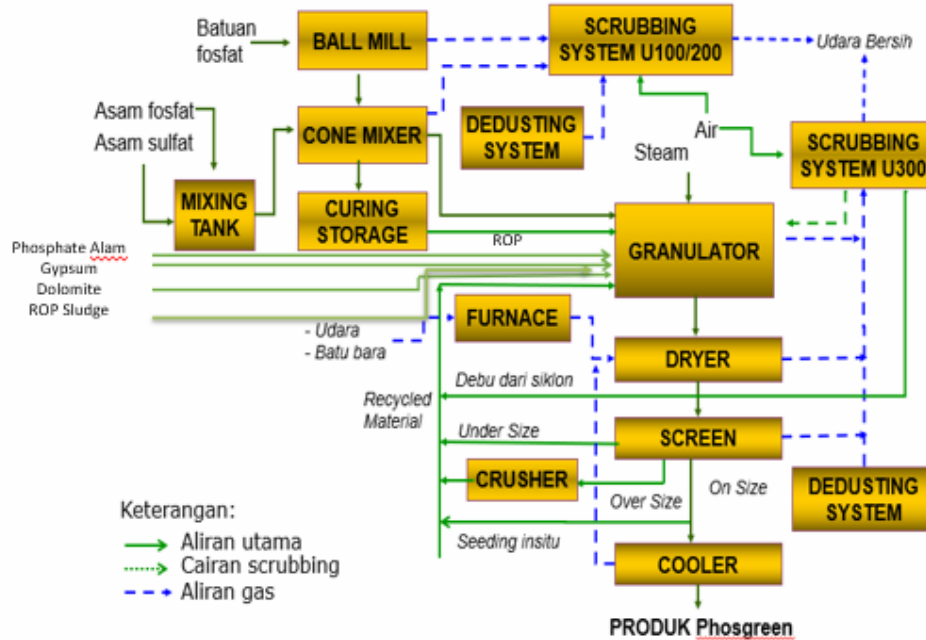 Batuan
fosfat
BALL MILL
SCRUBBING
SYSTEM U100/200
Udara Bersih
Asam fosfat
Asam sulfat
CONE MIXER
DEDUSTING
SYSTEM
Air
Steam
SCRUBBING
SYSTEM U300
MIXING
TANK
CURING
STORAGE
ROP
GRANULATOR
Phosphate Alam
Gypsum
Dolomite
ROP Sludge
- Udara
- Batu bara
FURNACE
DRYER
Debu dari siklon
Recycled
Material
Under Size
SCREEN
CRUSHER
Over Size
On Size
DEDUSTING
SYSTEM
Seeding insitu
COOLER
PRODUK Phosgreen
Keterangan:
Aliran utama
Cairan scrubbing
Aliran gas